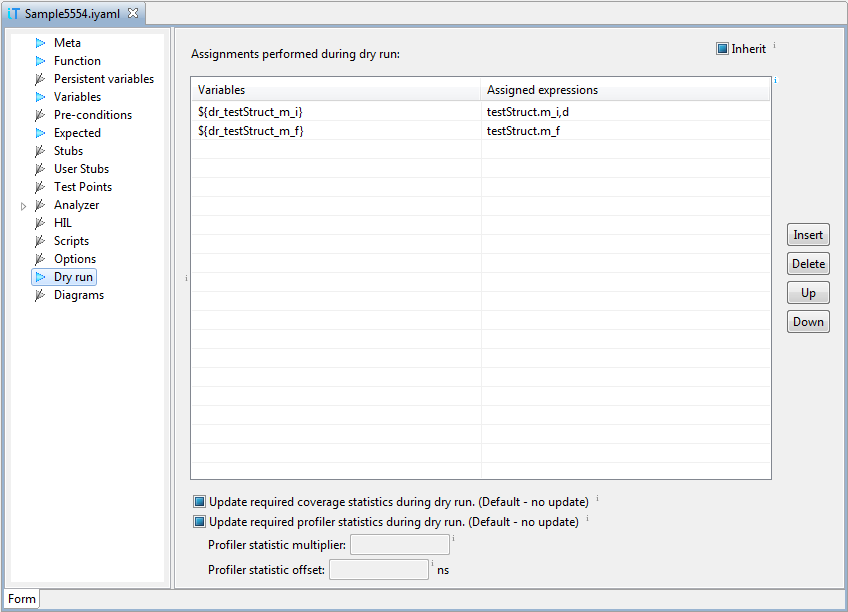 iT Sample5554.iyaml
Meta
Function
Persistent variables
Variables
Pre-conditions
Expected
Stubs
User Stubs
Test Points
Analyzer
HIL
Scripts
Options
Dry run
Diagrams
Assignments performed during dry run:
Inherit i
i
Variables Assigned expressions
${dr_testStruct_m_i} testStruct.m_i,d
${dr_testStruct_m_f} testStruct.m_f
i
Insert
Delete
Up
Down
Update required coverage statistics during dry run. (Default - no update) i
Update required profiler statistics during dry run. (Default - no update) i
Profiler statistic multiplier: i
Profiler statistic offset: i ns
Form